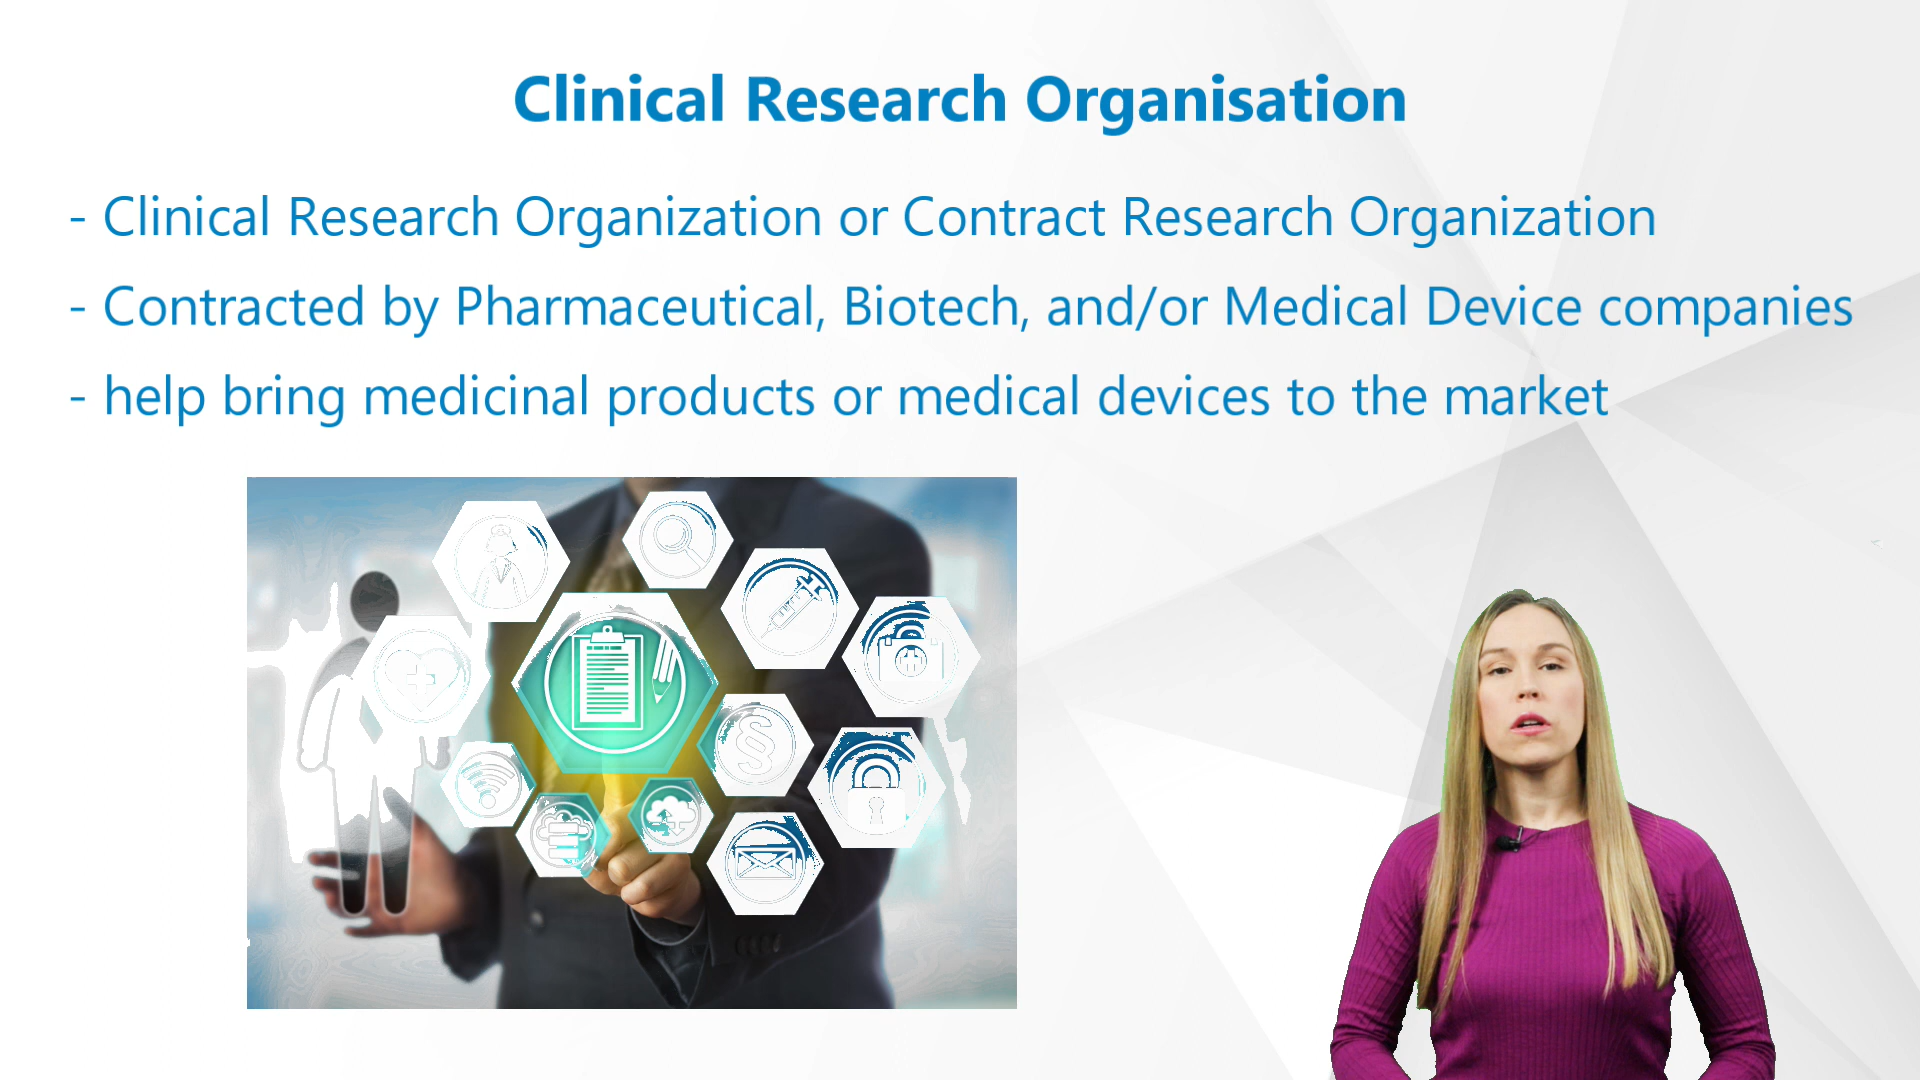 Clinical Research Organisation
- Clinical Research Organization or Contract Research Organization
- Contracted by Pharmaceutical, Biotech, and/or Medical Device companies
- help bring medicinal products or medical devices to the market